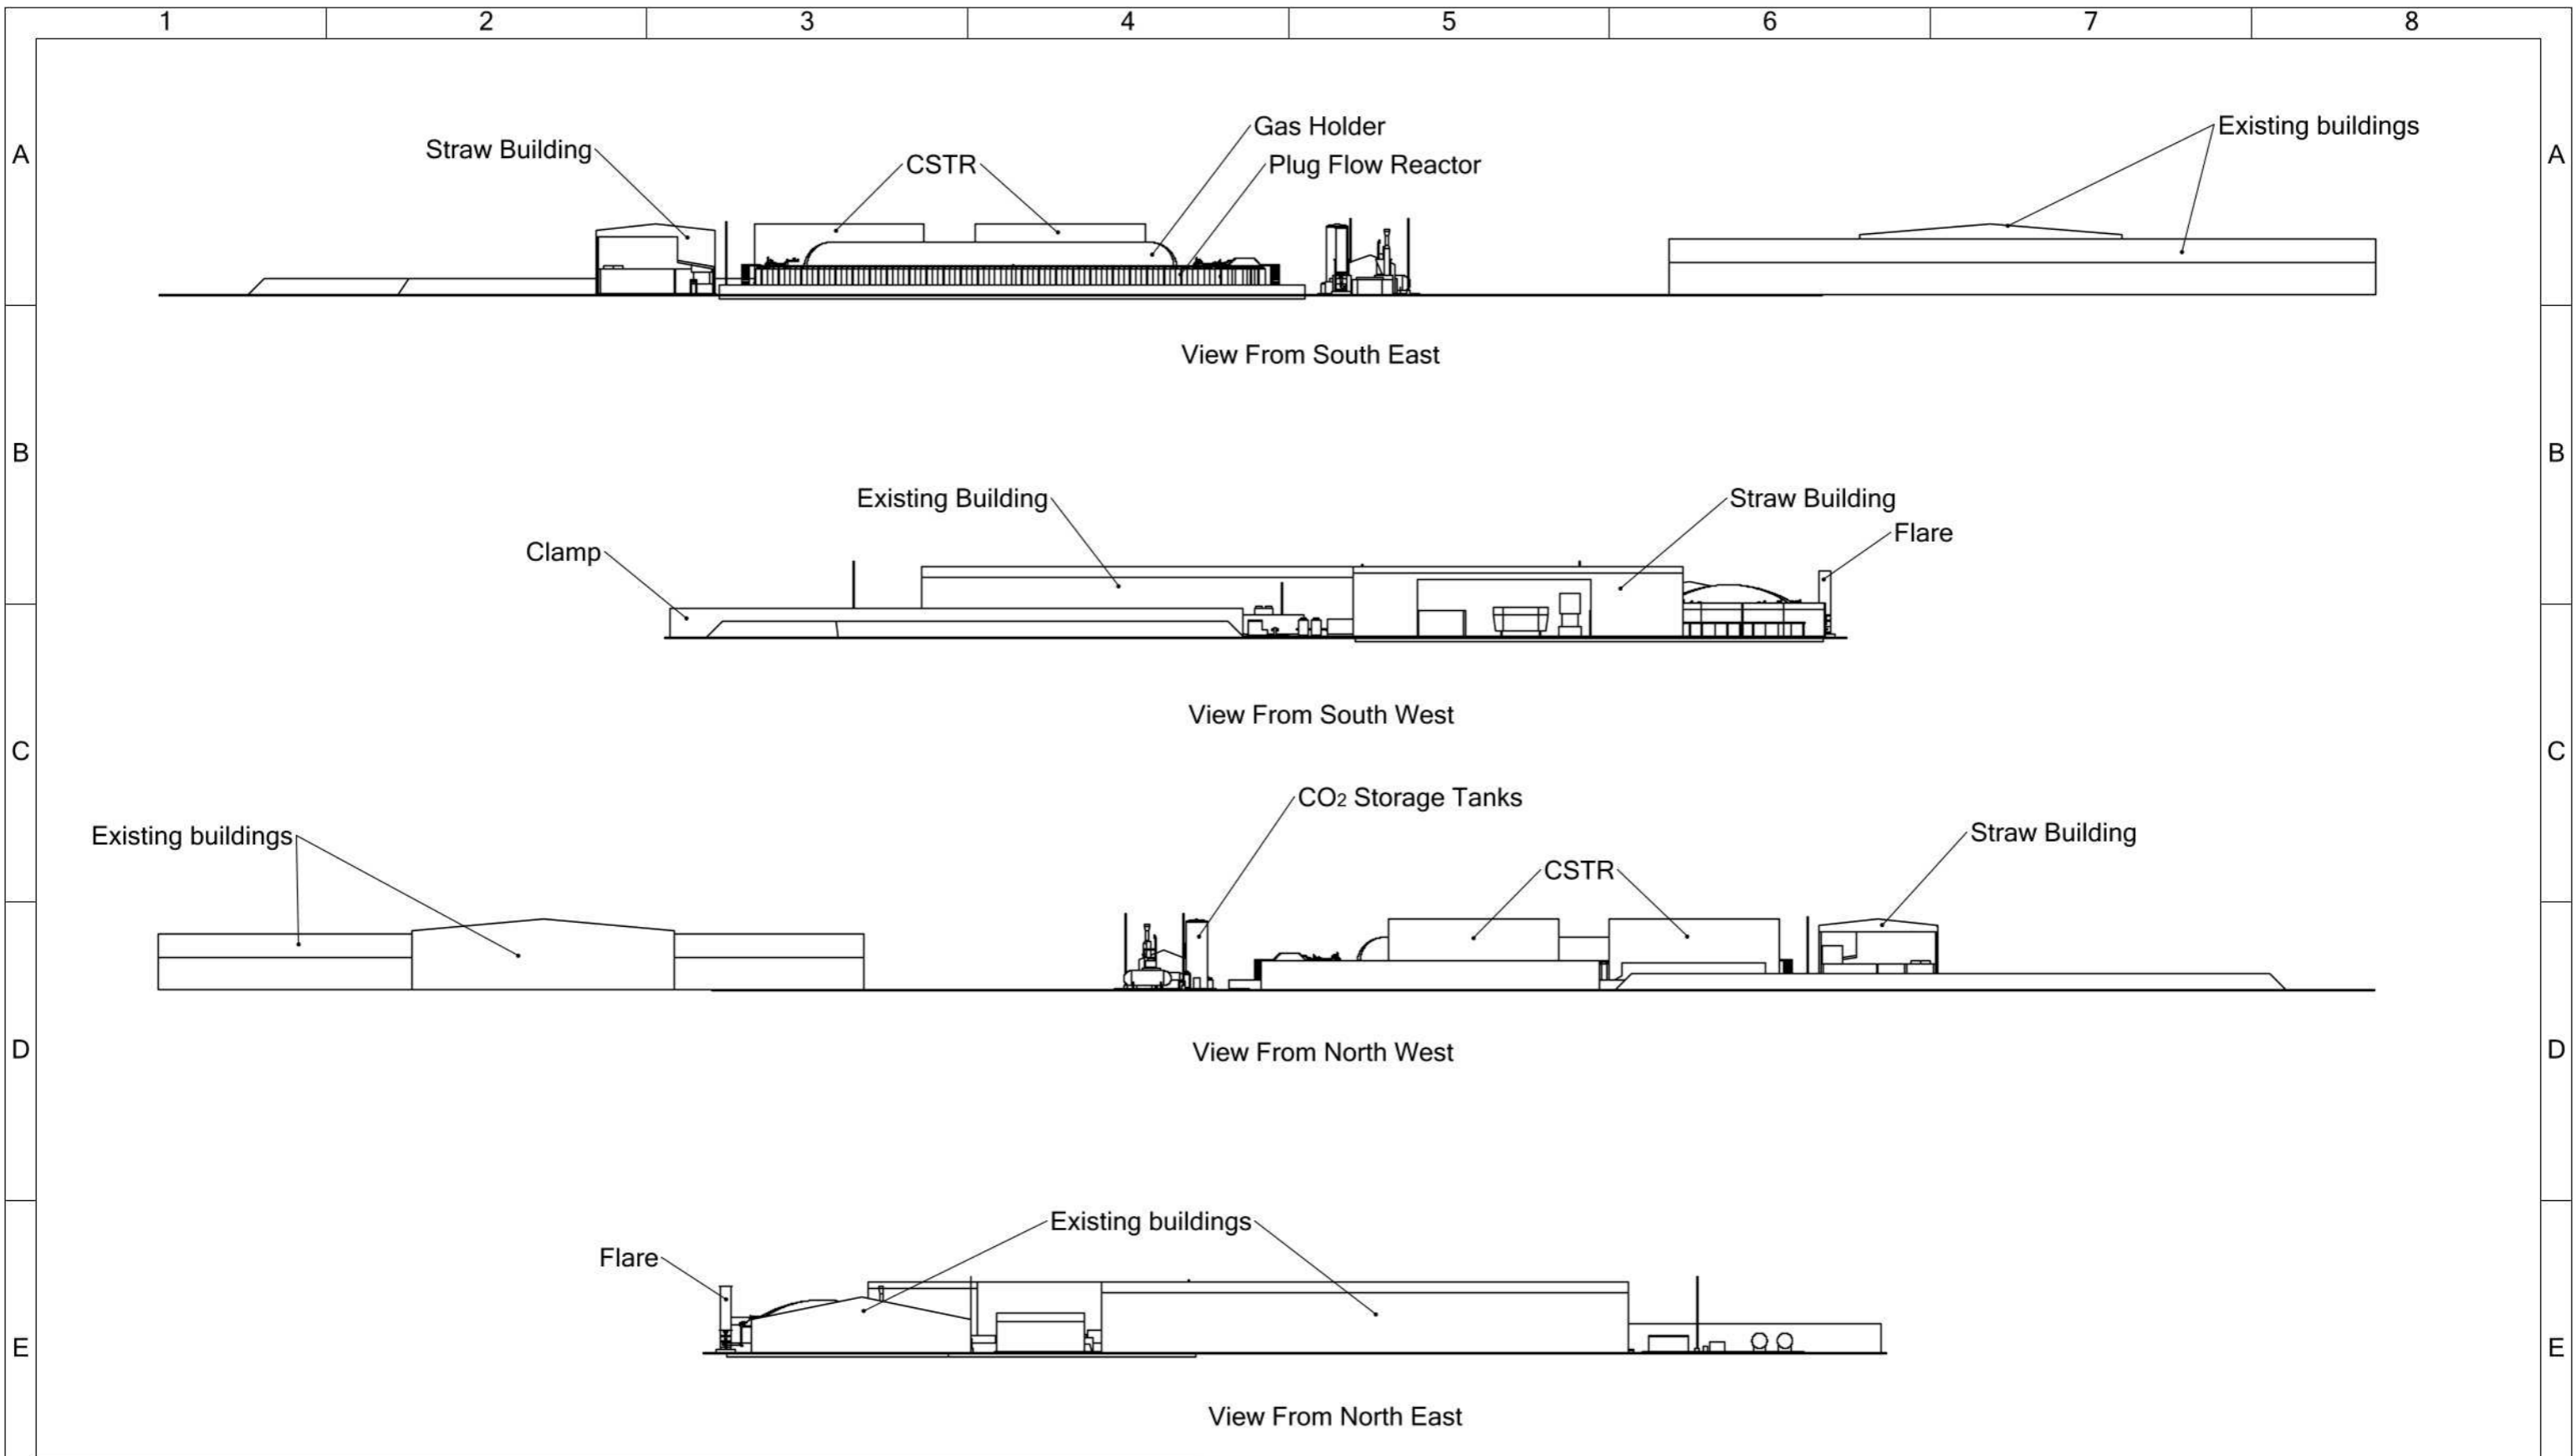 1 2 3 4 5 6 7 8
A A
Gas Holder
Existing buildings
Straw Building
CSTR
Plug Flow Reactor
View From South East
B B
Existing Building
Straw Building
Flare
Clamp
View From South West
C C
CO₂ Storage Tanks
Existing buildings
Straw Building
CSTR
View From North West
D D
Existing buildings
Flare
E E
View From North East